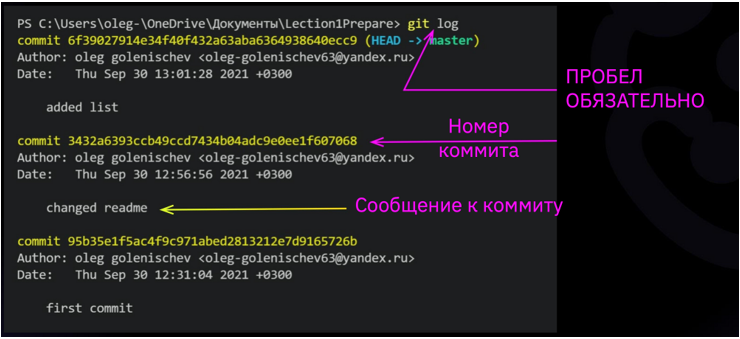 PS C:\Users\oleg-\OneDrive\Документы\Lection1Prepare> git log
commit 6f39027914e34f40f432a63aba6364938640ecc9 (HEAD -> master)
Author: oleg golenischev <oleg-golenischev63@yandex.ru>
Date:   Thu Sep 30 13:01:28 2021 +0300
ПРОБЕЛ
ОБЯЗАТЕЛЬНО
added list
Номер
коммита
commit 3432a6393ccb49ccd7434b04adc9e0ee1f607068
Author: oleg golenischev <oleg-golenischev63@yandex.ru>
Date:   Thu Sep 30 12:56:56 2021 +0300
changed readme
Сообщение к коммиту
commit 95b35e1f5ac4f9c971abed2813212e7d9165726b
Author: oleg golenischev <oleg-golenischev63@yandex.ru>
Date:   Thu Sep 30 12:31:04 2021 +0300
first commit